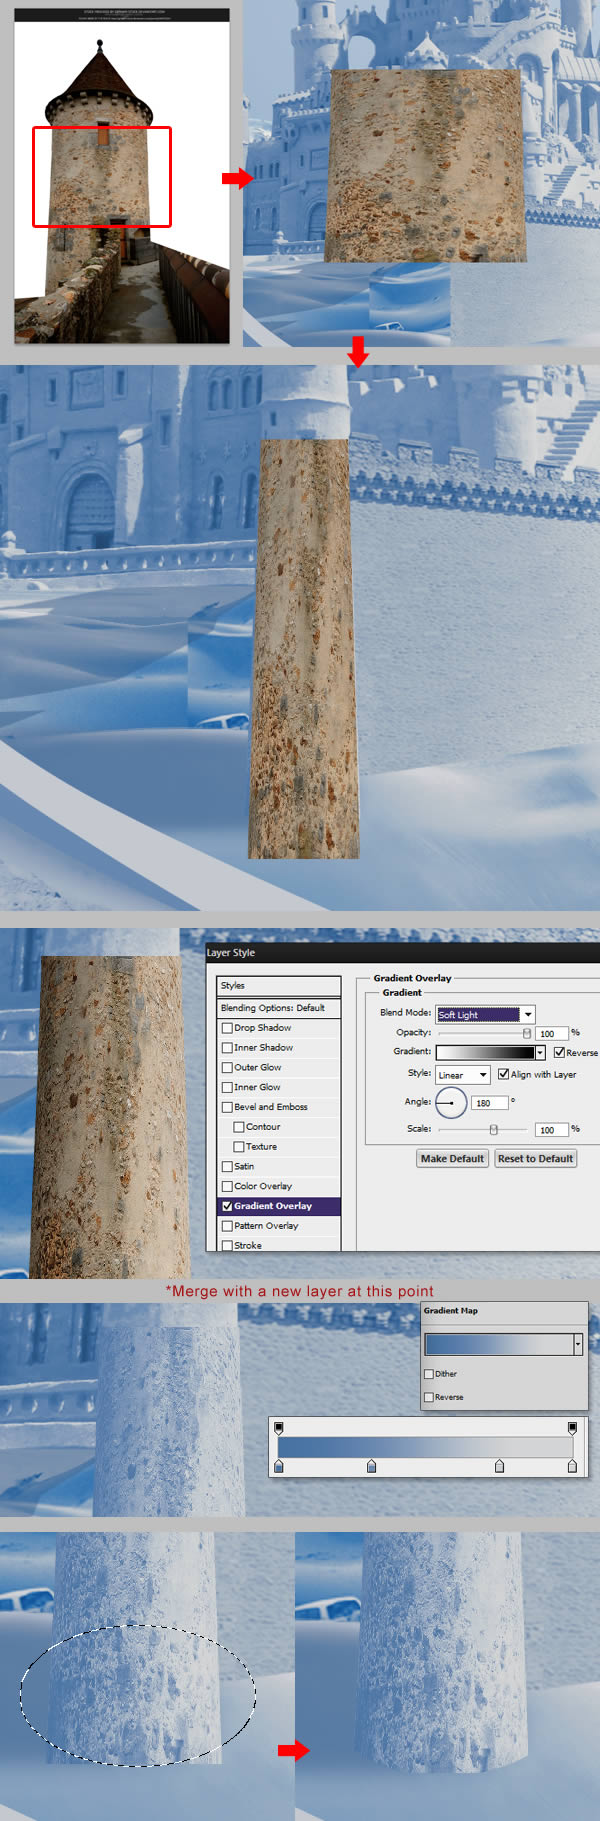 Layer Style
Styles
Blending Options: Default
Drop Shadow
Inner Shadow
Outer Glow
Inner Glow
Bevel and Emboss
Contour
Texture
Satin
Color Overlay
Gradient Overlay
Pattern Overlay
Stroke
Gradient Overlay
Gradient
Blend Mode: Soft Light
Opacity: 100 %
Gradient: Reverse
Style: Linear Align with Layer
Angle: 180 °
Scale: 100 %
Make Default Reset to Default
*Merge with a new layer at this point
Gradient Map
Dither
Reverse